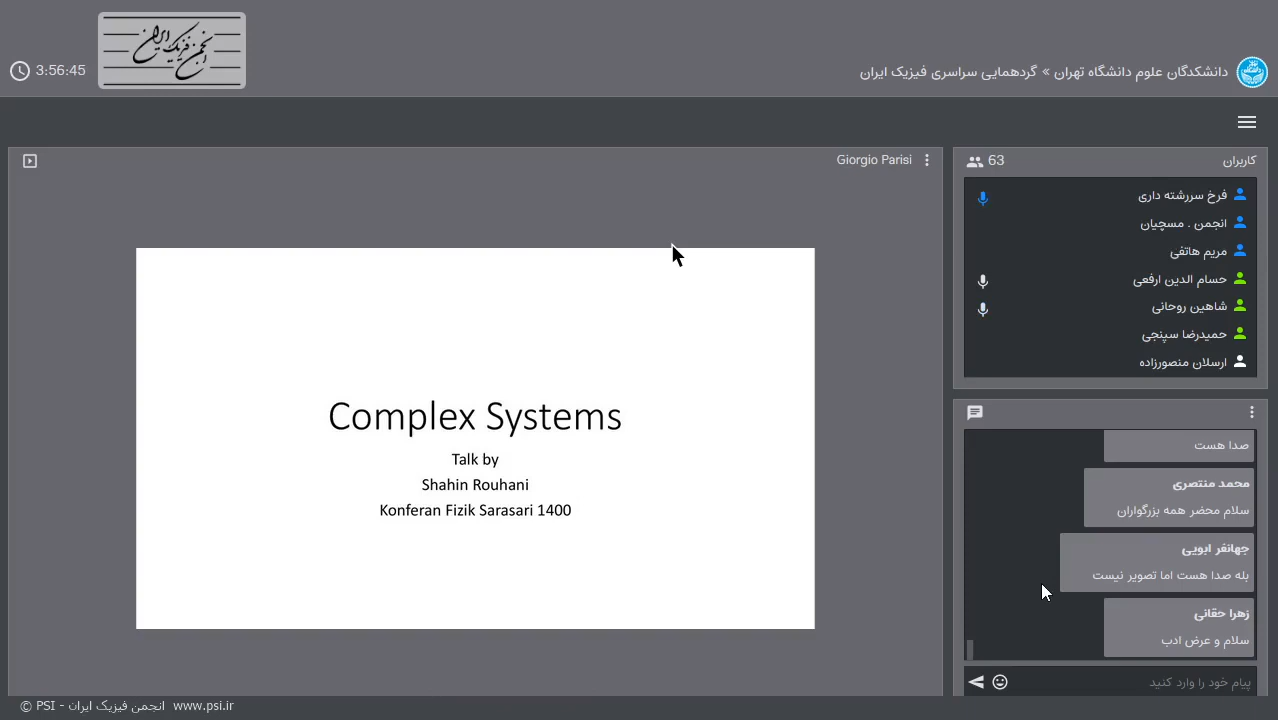 3:56:45
انجمن فیزیک ایران
دانشکدگان علوم دانشگاه تهران » گردهمایی سراسری فیزیک ایران
Giorgio Parisi
Complex Systems
Talk by
Shahin Rouhani
Konferan Fizik Sarasari 1400
63
کاربران
فرخ سررشته داری
انجمن . مسچیان
مریم هاتفی
حسام الدین ارفعی
شاهین روحانی
حمیدرضا سپنجی
ارسلان منصورزاده
صدا هست
محمد منتصری
سلام محضر همه بزرگواران
جهانفر ابویی
بله صدا هست اما تصویر نیست
زهرا حقانی
سلام و عرض ادب
پیام خود را وارد کنید
© PSI - انجمن فیزیک ایران www.psi.ir